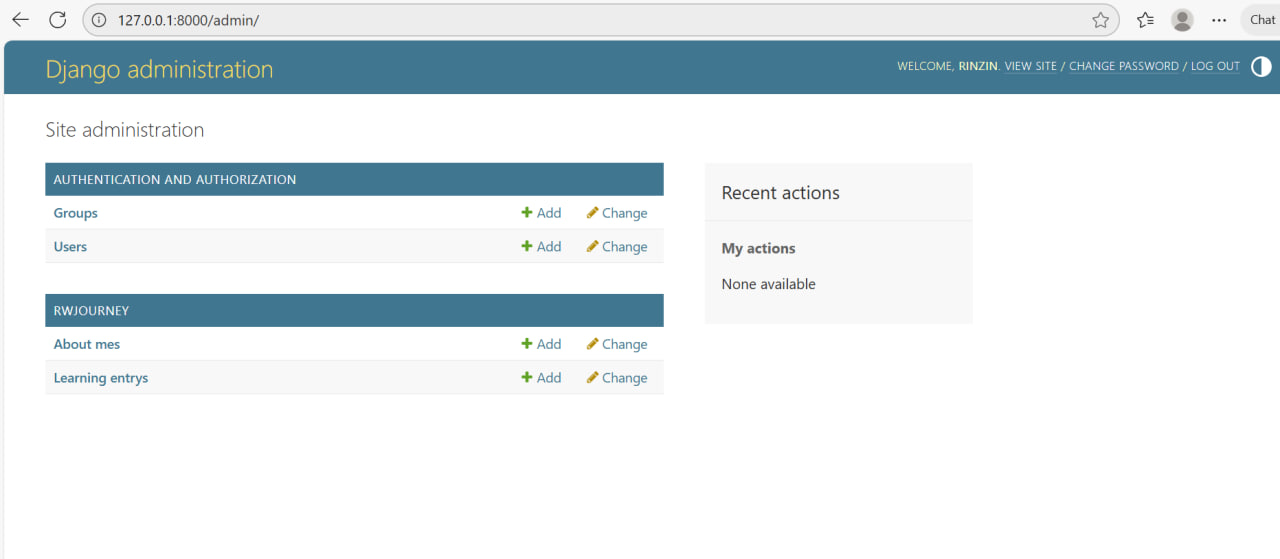 127.0.0.1:8000/admin/
Chat
Django administration
WELCOME, RINZIN. VIEW SITE / CHANGE PASSWORD / LOG OUT
Site administration
AUTHENTICATION AND AUTHORIZATION
Groups Add Change
Users Add Change
RWJOURNEY
About mes Add Change
Learning entrys Add Change
Recent actions
My actions
None available